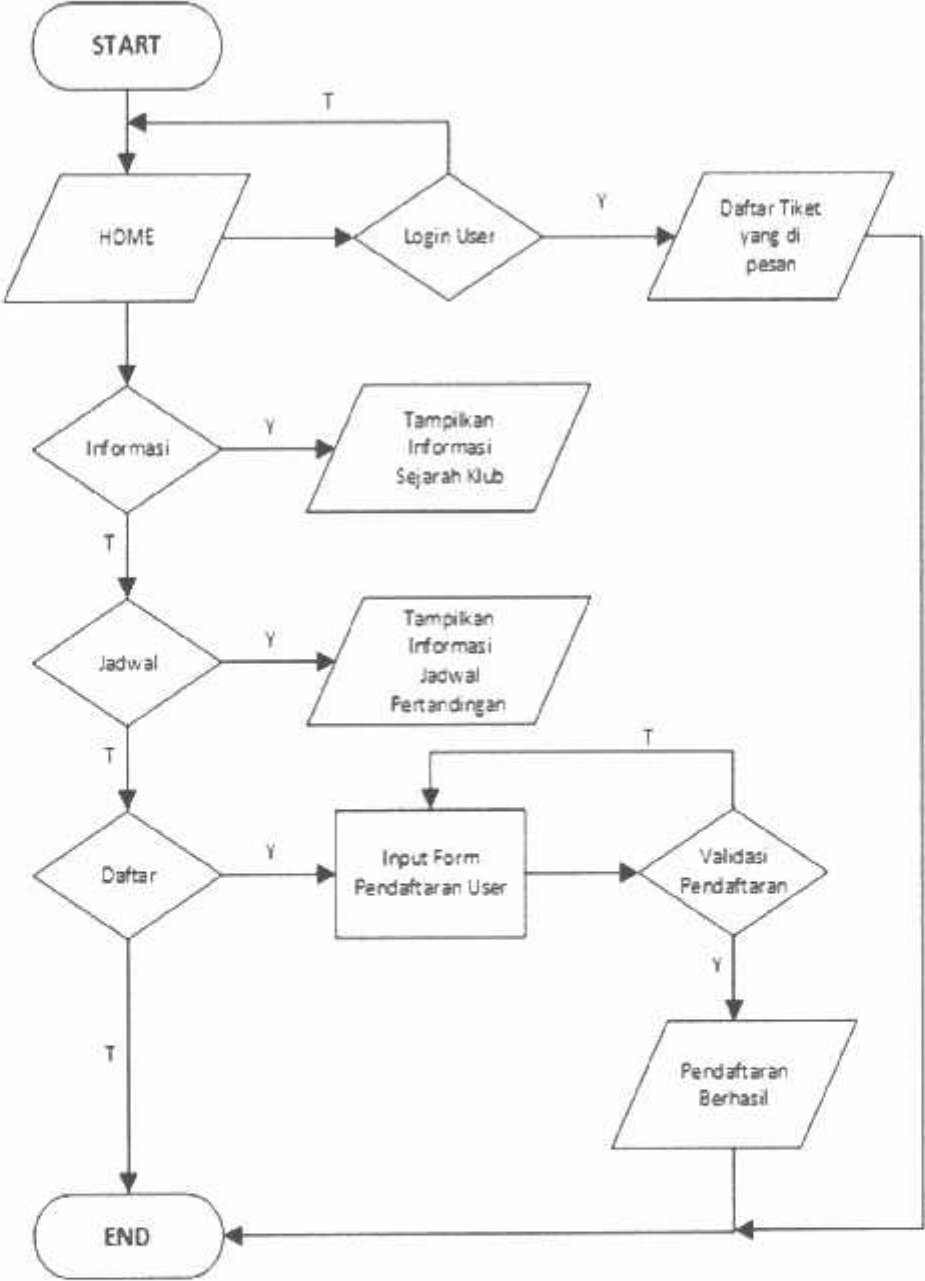 START
T
HOME
Login User
Y
Daftar Tiket
yang di
pesan
Informasi
Y
Tampilkan
Informasi
Sejarah Klub
T
Jadwal
Y
Tampilkan
Informasi
Jadwal
Pertandingan
T
T
Daftar
Y
Input Form
Pendaftaran User
Validasi
Pendaftaran
Y
T
Pendaftaran
Berhasil
END